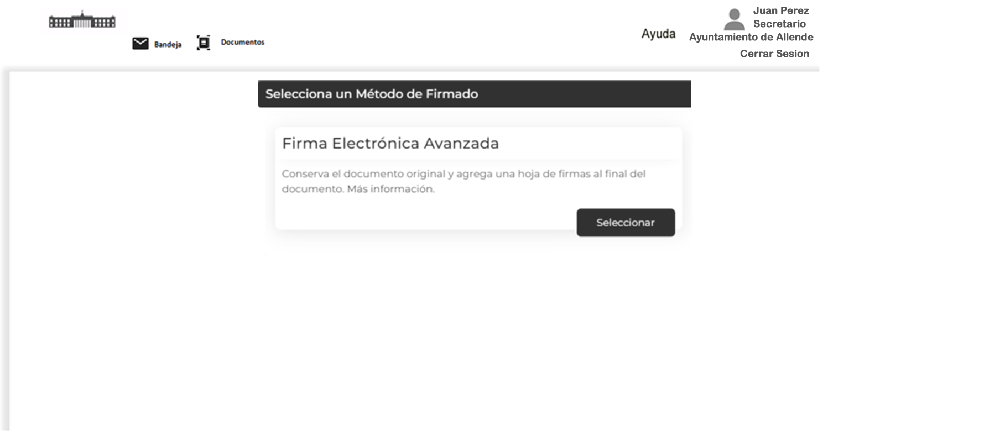 Bandeja
Documentos
Ayuda
Juan Perez
Secretario
Ayuntamiento de Allende
Cerrar Sesion
Selecciona un Método de Firmado
Firma Electrónica Avanzada
Conserva el documento original y agrega una hoja de firmas al final del
documento. Más información.
Seleccionar